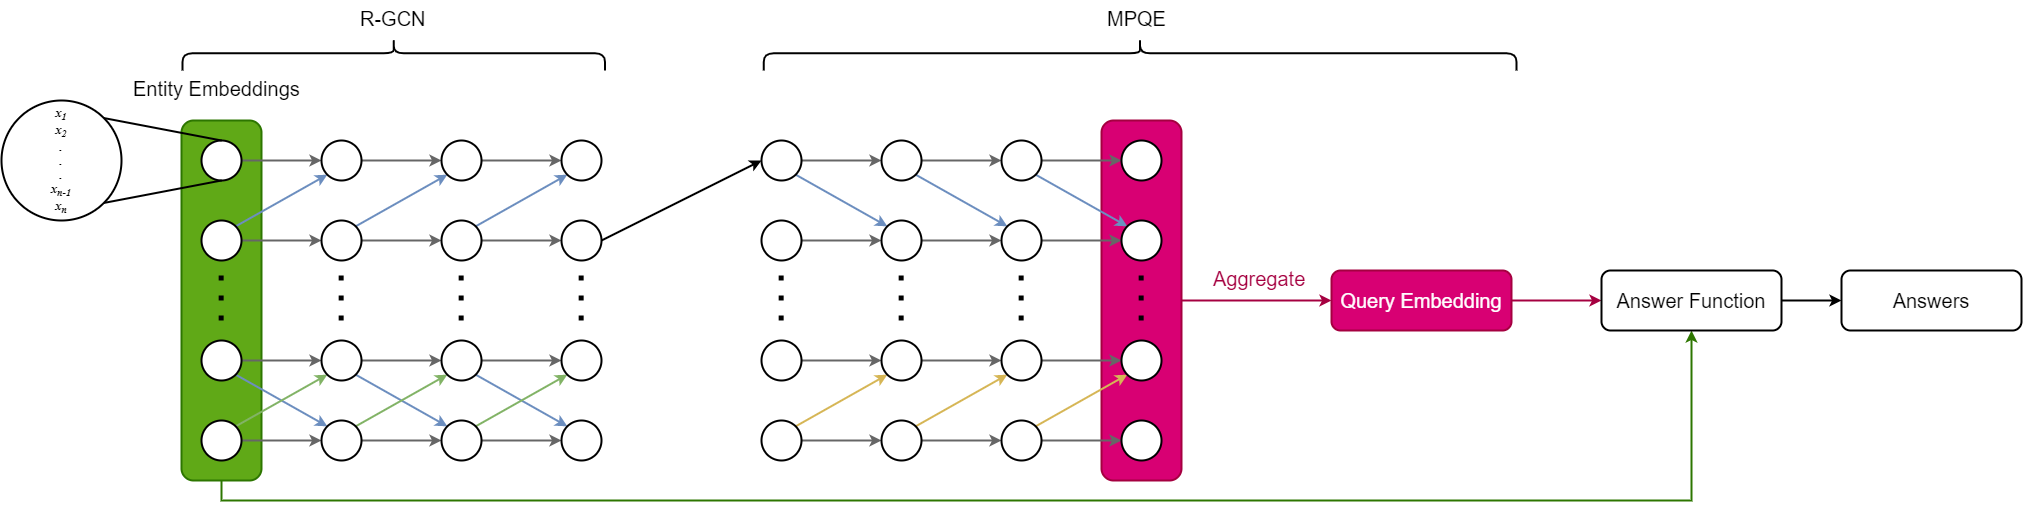 R-GCN
MPQE
Entity Embeddings
x1
x2
.
.
.
xn-1
xn
Aggregate
Query Embedding
Answer Function
Answers